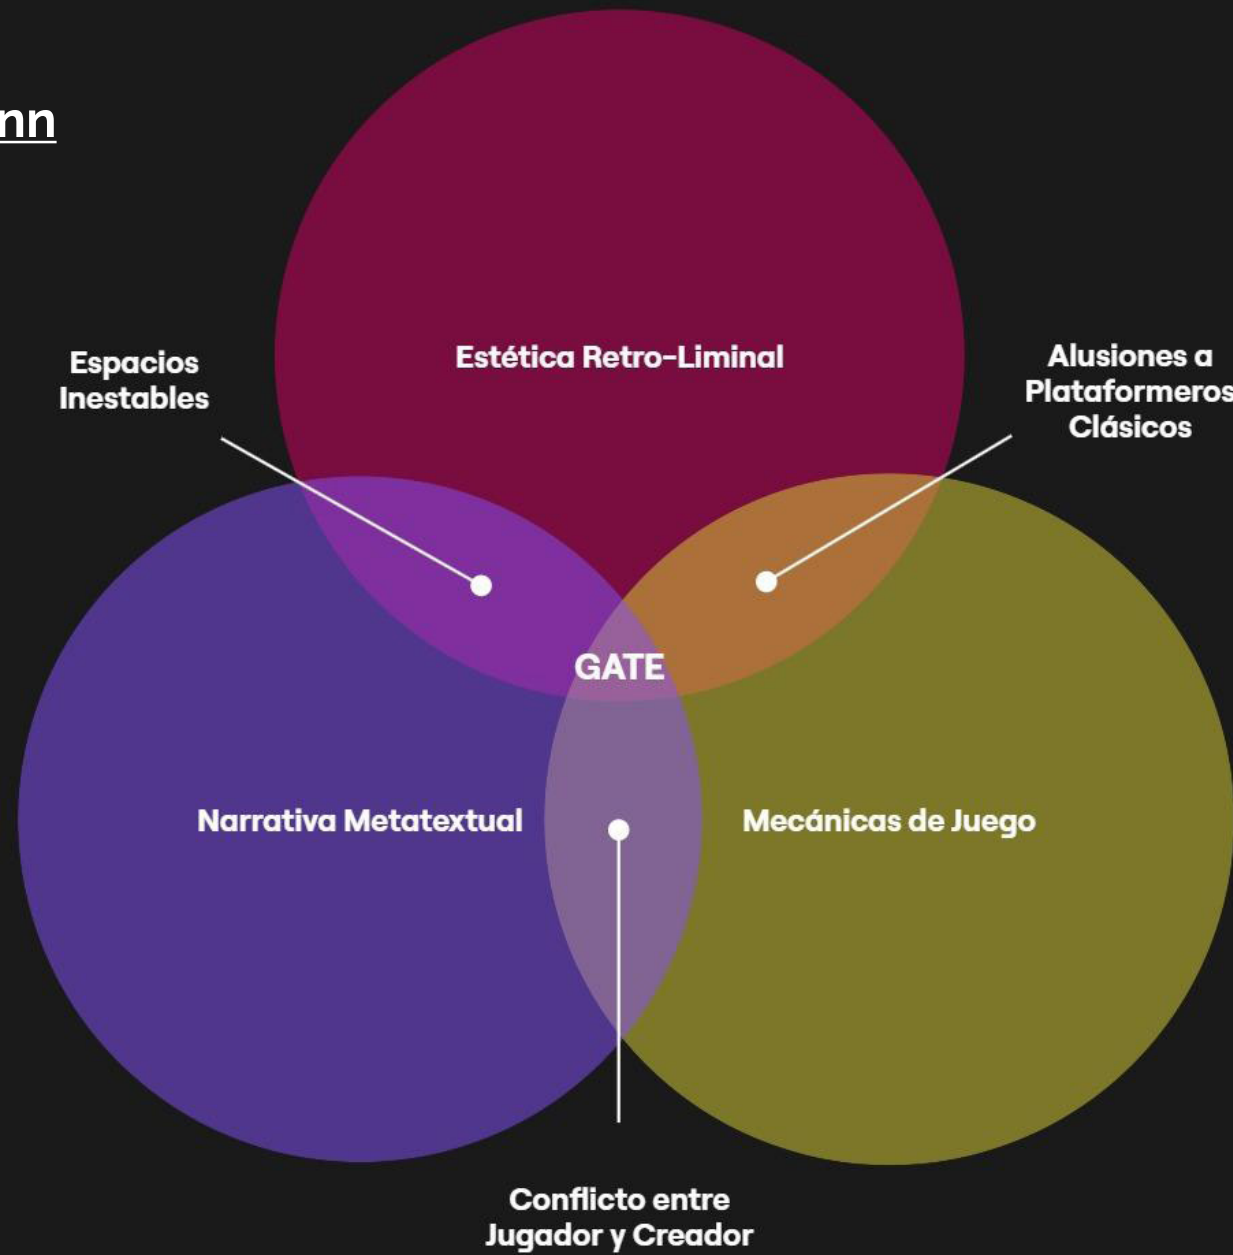 nn
Estética Retro-Liminal
Espacios
Inestables
Alusiones a
Plataformeros
Clásicos
GATE
Narrativa Metatextual
Mecánicas de Juego
Conflicto entre
Jugador y Creador